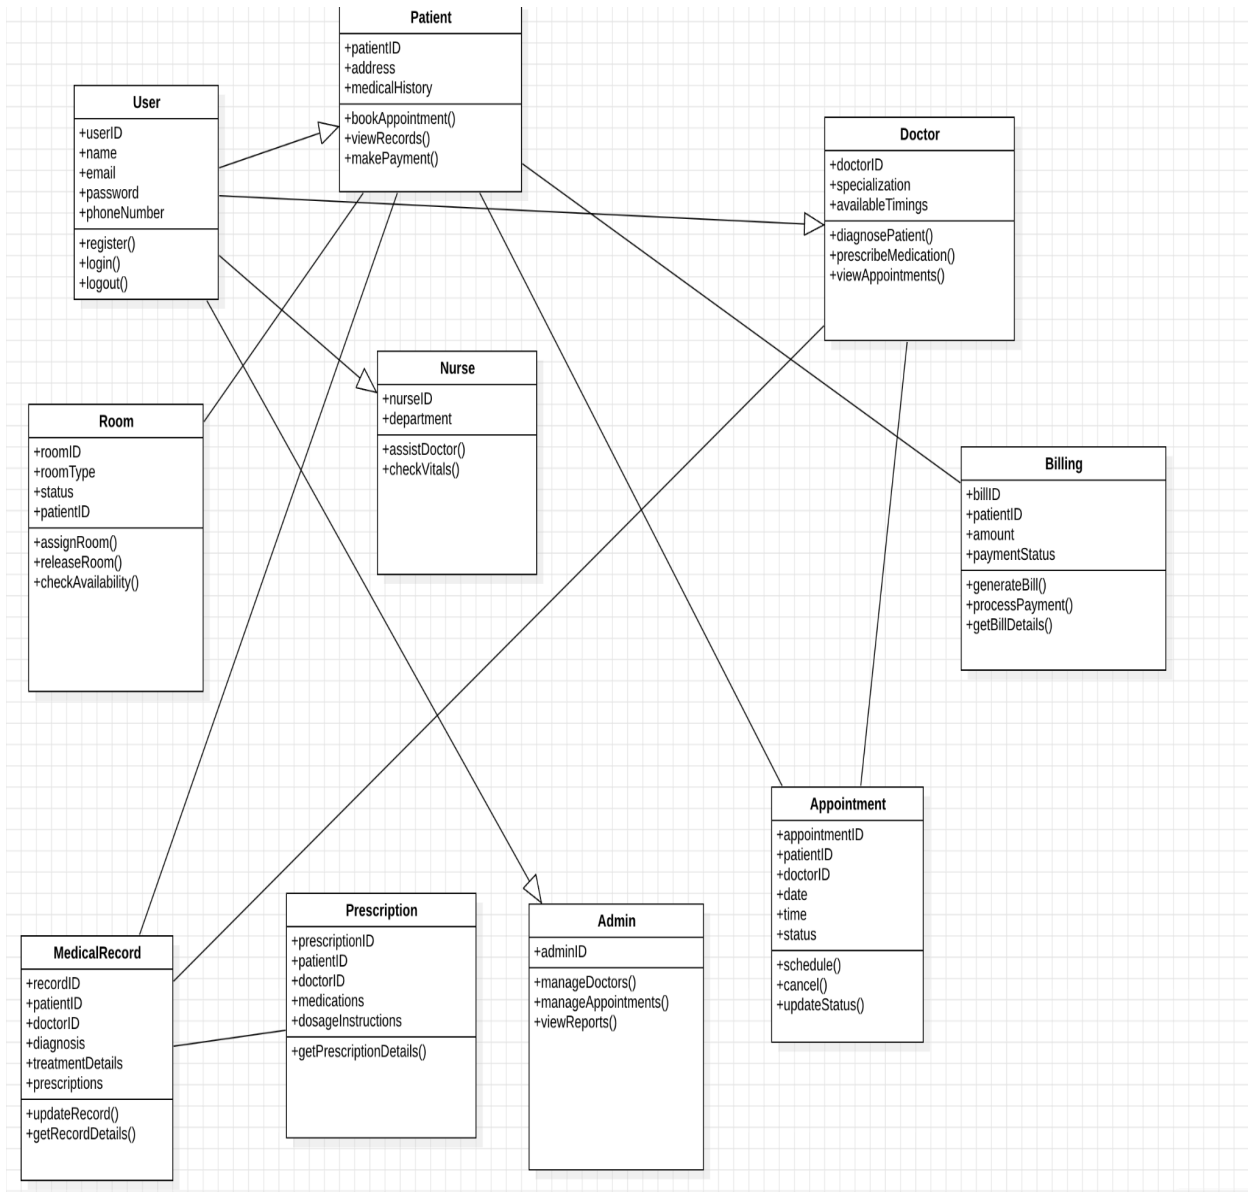 Patient
+patientID
+address
+medicalHistory
+bookAppointment()
+viewRecords()
+makePayment()
User
+userID
+name
+email
+password
+phoneNumber
+register()
+login()
+logout()
Doctor
+doctorID
+specialization
+availableTimings
+diagnosePatient()
+prescribeMedication()
+viewAppointments()
Nurse
+nurseID
+department
+assistDoctor()
+checkVitals()
Room
+roomID
+roomType
+status
+patientID
+assignRoom()
+releaseRoom()
+checkAvailability()
Billing
+billID
+patientID
+amount
+paymentStatus
+generateBill()
+processPayment()
+getBillDetails()
Appointment
+appointmentID
+patientID
+doctorID
+date
+time
+status
+schedule()
+cancel()
+updateStatus()
Prescription
+prescriptionID
+patientID
+doctorID
+medications
+dosageInstructions
+getPrescriptionDetails()
Admin
+adminID
+manageDoctors()
+manageAppointments()
+viewReports()
MedicalRecord
+recordID
+patientID
+doctorID
+diagnosis
+treatmentDetails
+prescriptions
+updateRecord()
+getRecordDetails()